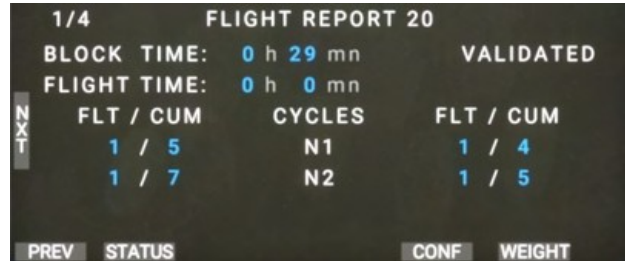 1/4 FLIGHT REPORT 20
BLOCK TIME: 0 h 29 mn VALIDATED
FLIGHT TIME: 0 h 0 mn
NXT
FLT / CUM CYCLES FLT / CUM
1 / 5 N1 1 / 4
1 / 7 N2 1 / 5
PREV STATUS CONF WEIGHT